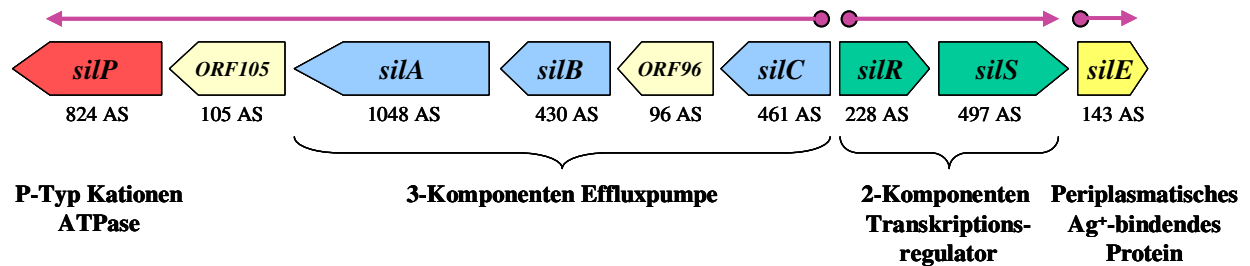 silP ORF105 silA silB ORF96 silC silR silS silE
824 AS 105 AS 1048 AS 430 AS 96 AS 461 AS 228 AS 497 AS 143 AS
P-Typ Kationen
ATPase
3-Komponenten Effluxpumpe
2-Komponenten
Transkriptions-
regulator
Periplasmatisches
Ag⁺-bindendes
Protein